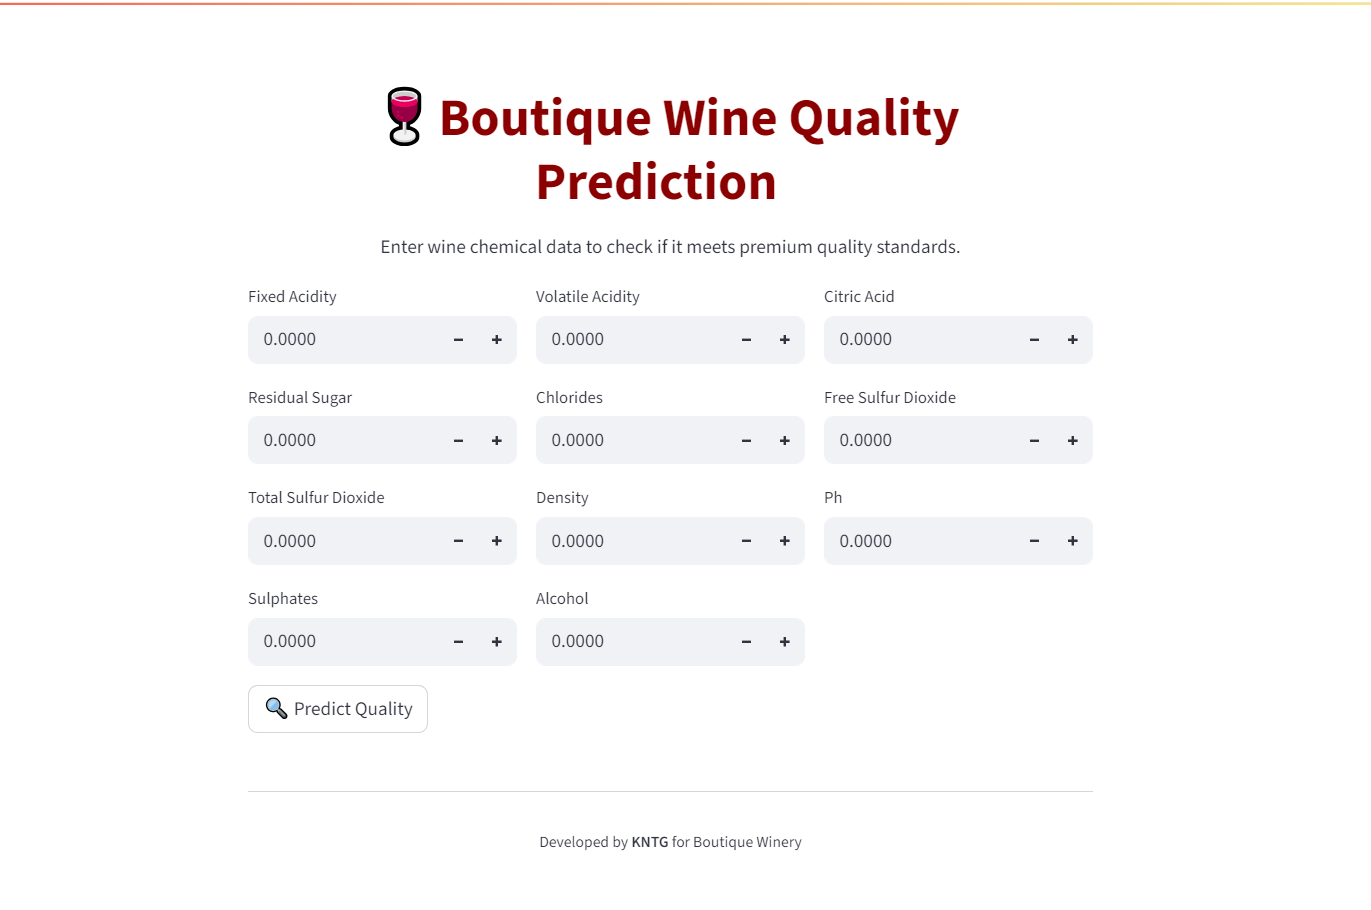 Boutique Wine Quality
Prediction
Enter wine chemical data to check if it meets premium quality standards.
Fixed Acidity
0.0000
Volatile Acidity
0.0000
Citric Acid
0.0000
Residual Sugar
0.0000
Chlorides
0.0000
Free Sulfur Dioxide
0.0000
Total Sulfur Dioxide
0.0000
Density
0.0000
Ph
0.0000
Sulphates
0.0000
Alcohol
0.0000
Predict Quality
Developed by KNTG for Boutique Winery